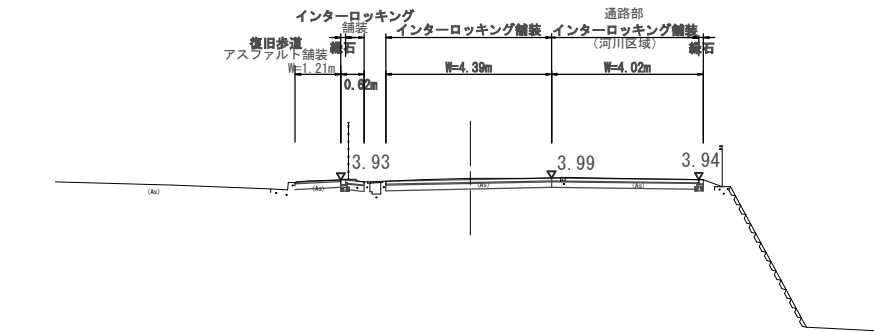 インターロッキング
舗装
縁石
復旧歩道
アスファルト舗装
W=1.21m
0.62m
インターロッキング舗装
W=4.39m
通路部
インターロッキング舗装
(河川区域)
縁石
W=4.02m
3.93
3.99
3.94
(As)
(As)
(As)
(As)